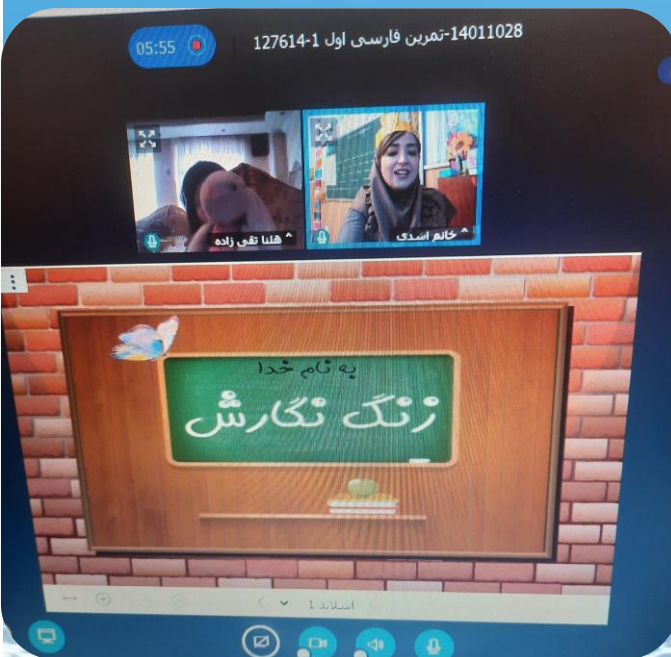 05:55
14011028-تمرین فارسی اول 1-127614
هلنا تقی زاده
خانم اسدی
به نام خدا
زنگ نگارش
اسلاید 1